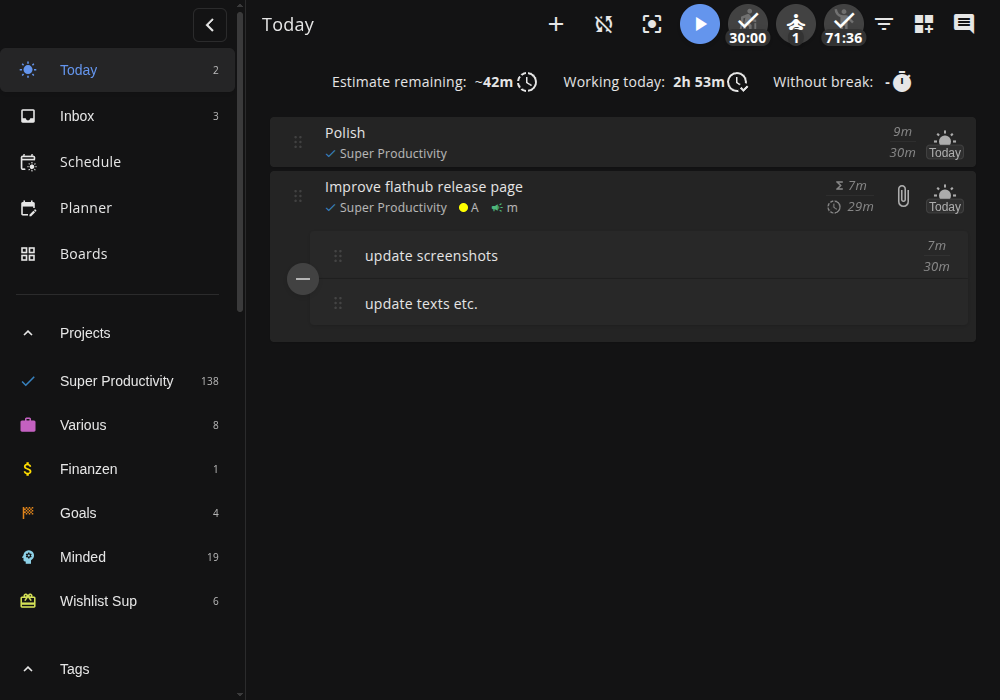 Today
30:00
1
71:36
Today 2
Inbox 3
Schedule
Planner
Boards
Projects
Super Productivity 138
Various 8
Finanzen 1
Goals 4
Minded 19
Wishlist Sup 6
Tags
Estimate remaining: ~42m Working today: 2h 53m Without break: -
Polish 9m
Super Productivity 30m Today
Improve flathub release page Σ 7m
Super Productivity A m 29m Today
update screenshots 7m
30m
update texts etc.